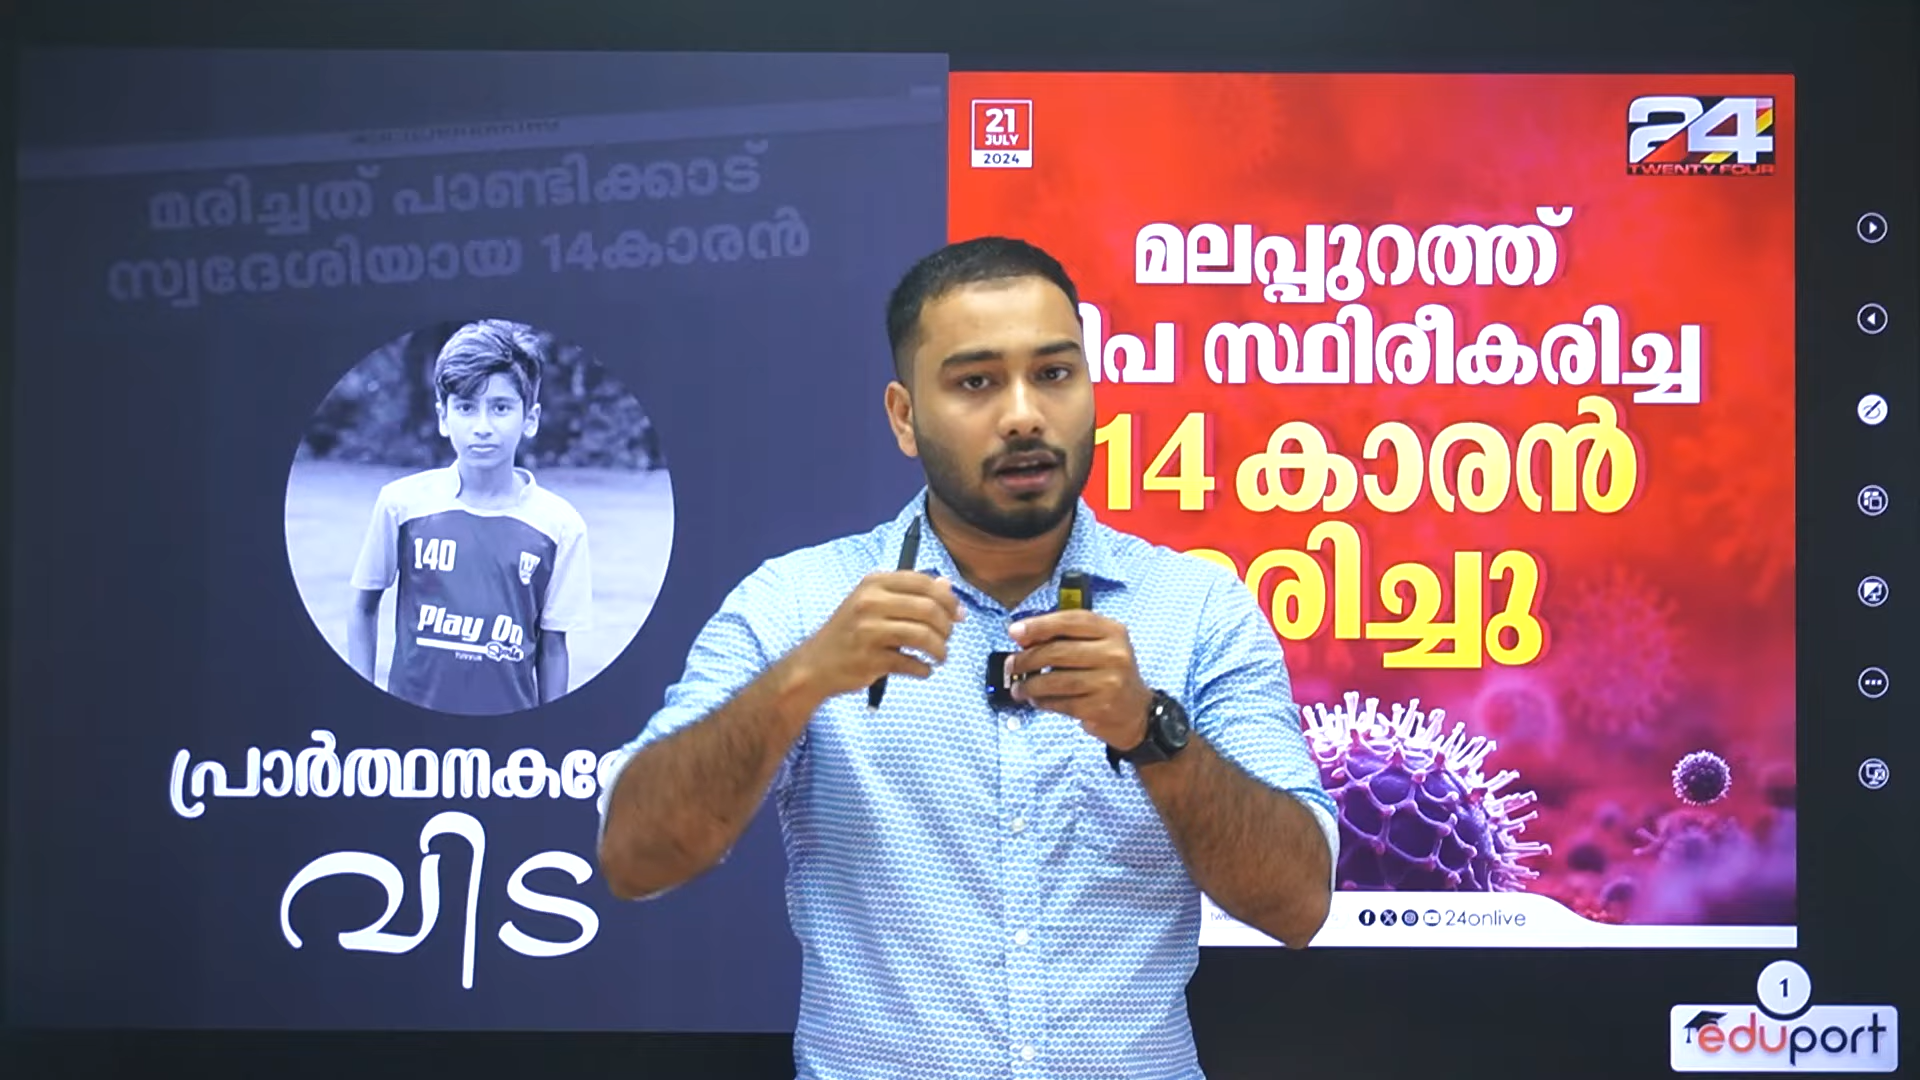 മരിച്ചത് പാണ്ടിക്കാട്
സ്വദേശിയായ 14കാരൻ
140
Play On
പ്രാർത്ഥനകളോ
വിട
21
JULY
2024
24
TWENTY FOUR
മലപ്പുറത്ത്
സ്ഥിരീകരിച്ച
14 കാരൻ
രിച്ചു
24onlive
1
eduport